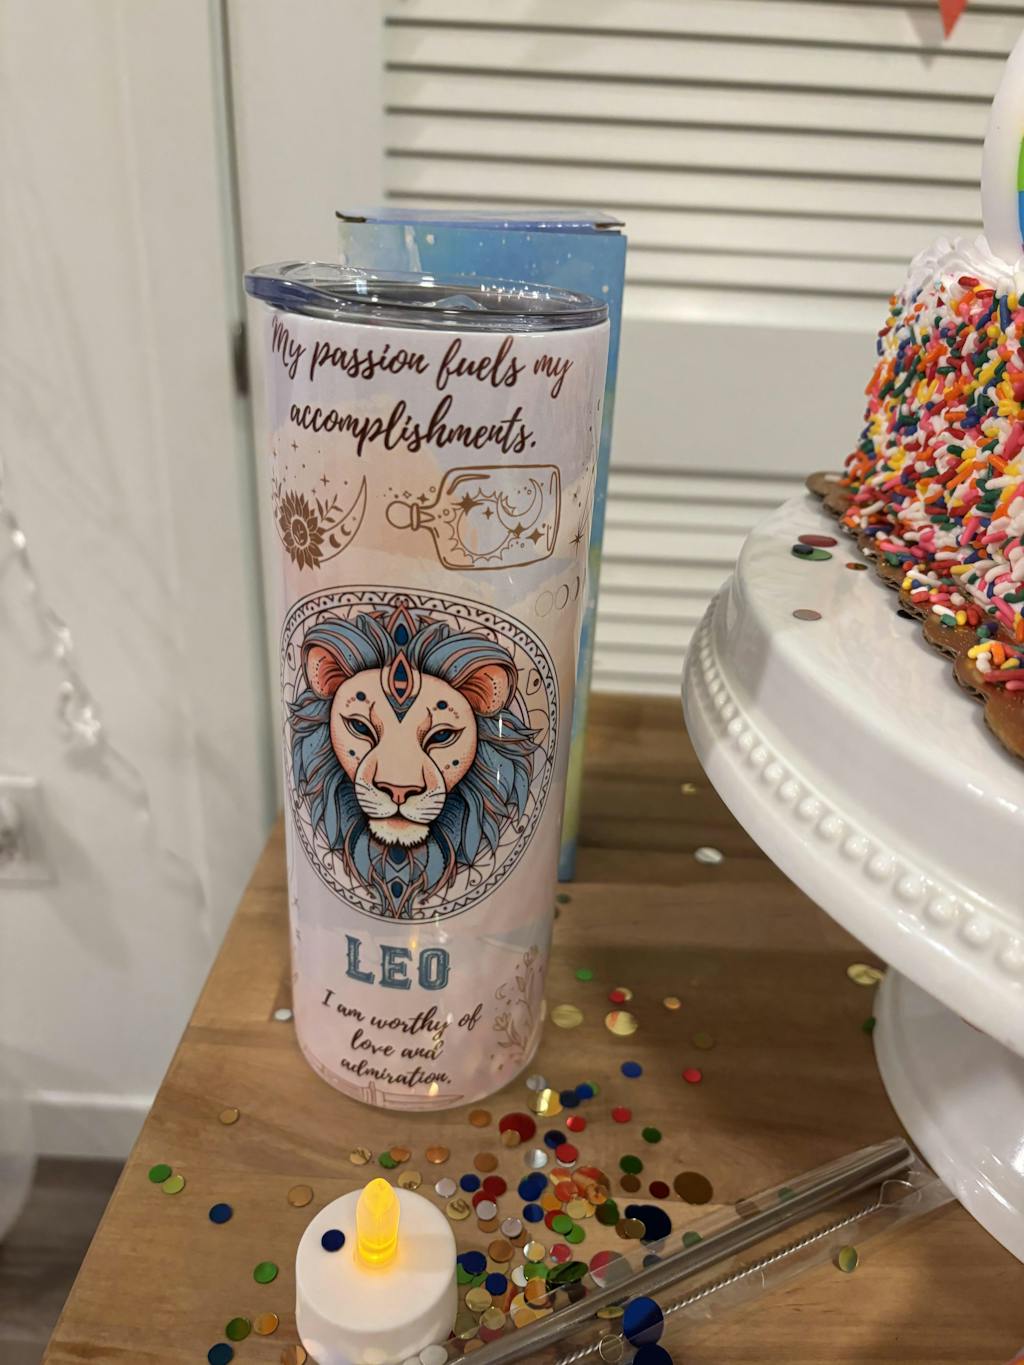 My passion fuels my
accomplishments.
LEO
I am worthy of
love and
admiration.